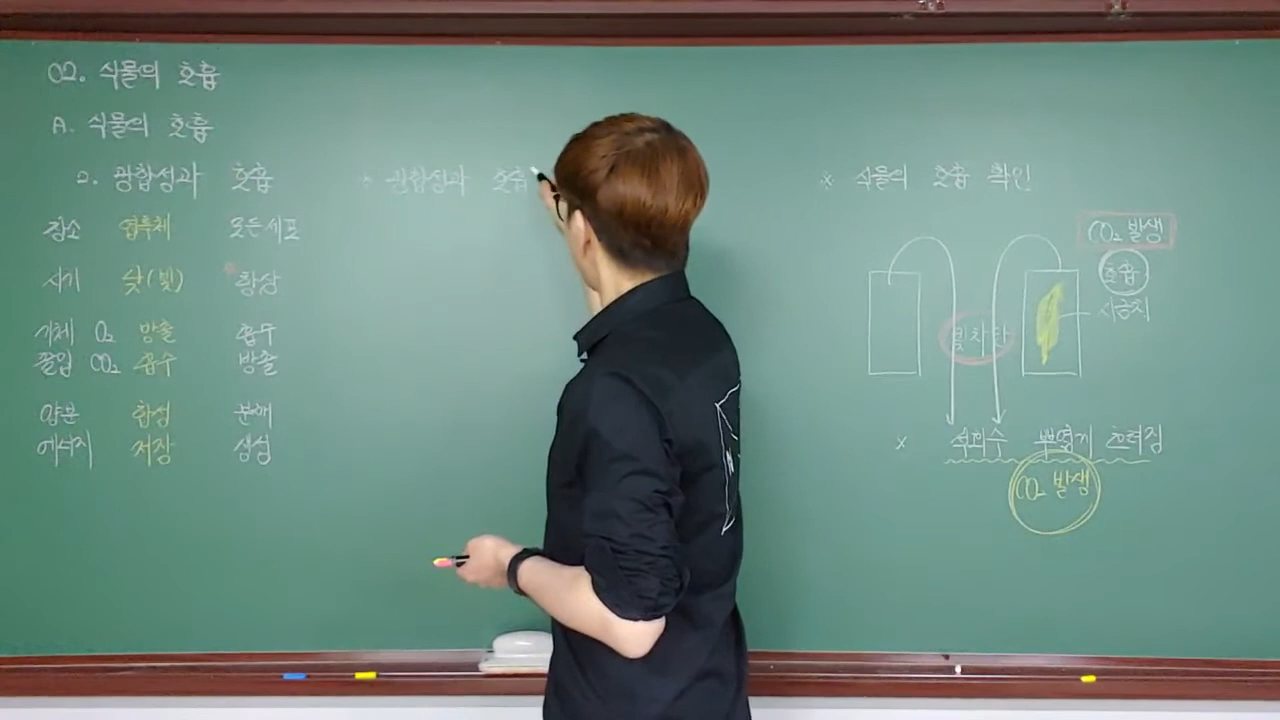 02. 식물의 호흡
A. 식물의 호흡
2. 광합성과 호흡
장소 엽록체 모든세포
시기 낮(빛) 항상
기체 O₂ 방출 흡수
출입 CO₂ 흡수 방출
양분 합성 분해
에너지 저장 생성
* 광합성과 호흡
※ 식물의 호흡 확인
CO₂ 발생
호흡
시금치
빛차단
x 석회수 뿌옇게 흐려짐
CO₂ 발생